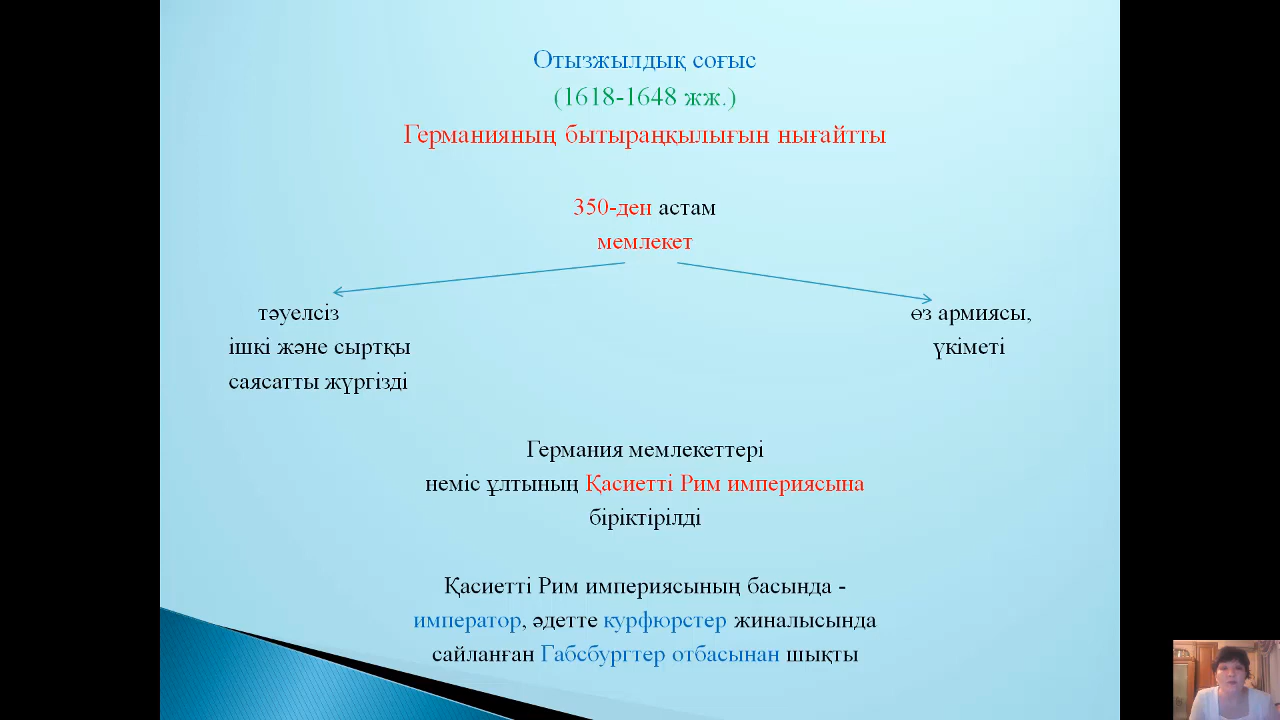 Отызжылдық соғыс
(1618-1648 жж.)
Германияның бытыраңқылығын нығайтты
350-ден астам
мемлекет
тәуелсіз
ішкі және сыртқы
саясатты жүргізді
өз армиясы,
үкіметі
Германия мемлекеттері
неміс ұлтының Қасиетті Рим империясына
біріктірілді
Қасиетті Рим империясының басында -
император, әдетте курфюрстер жиналысында
сайланған Габсбургтер отбасынан шықты